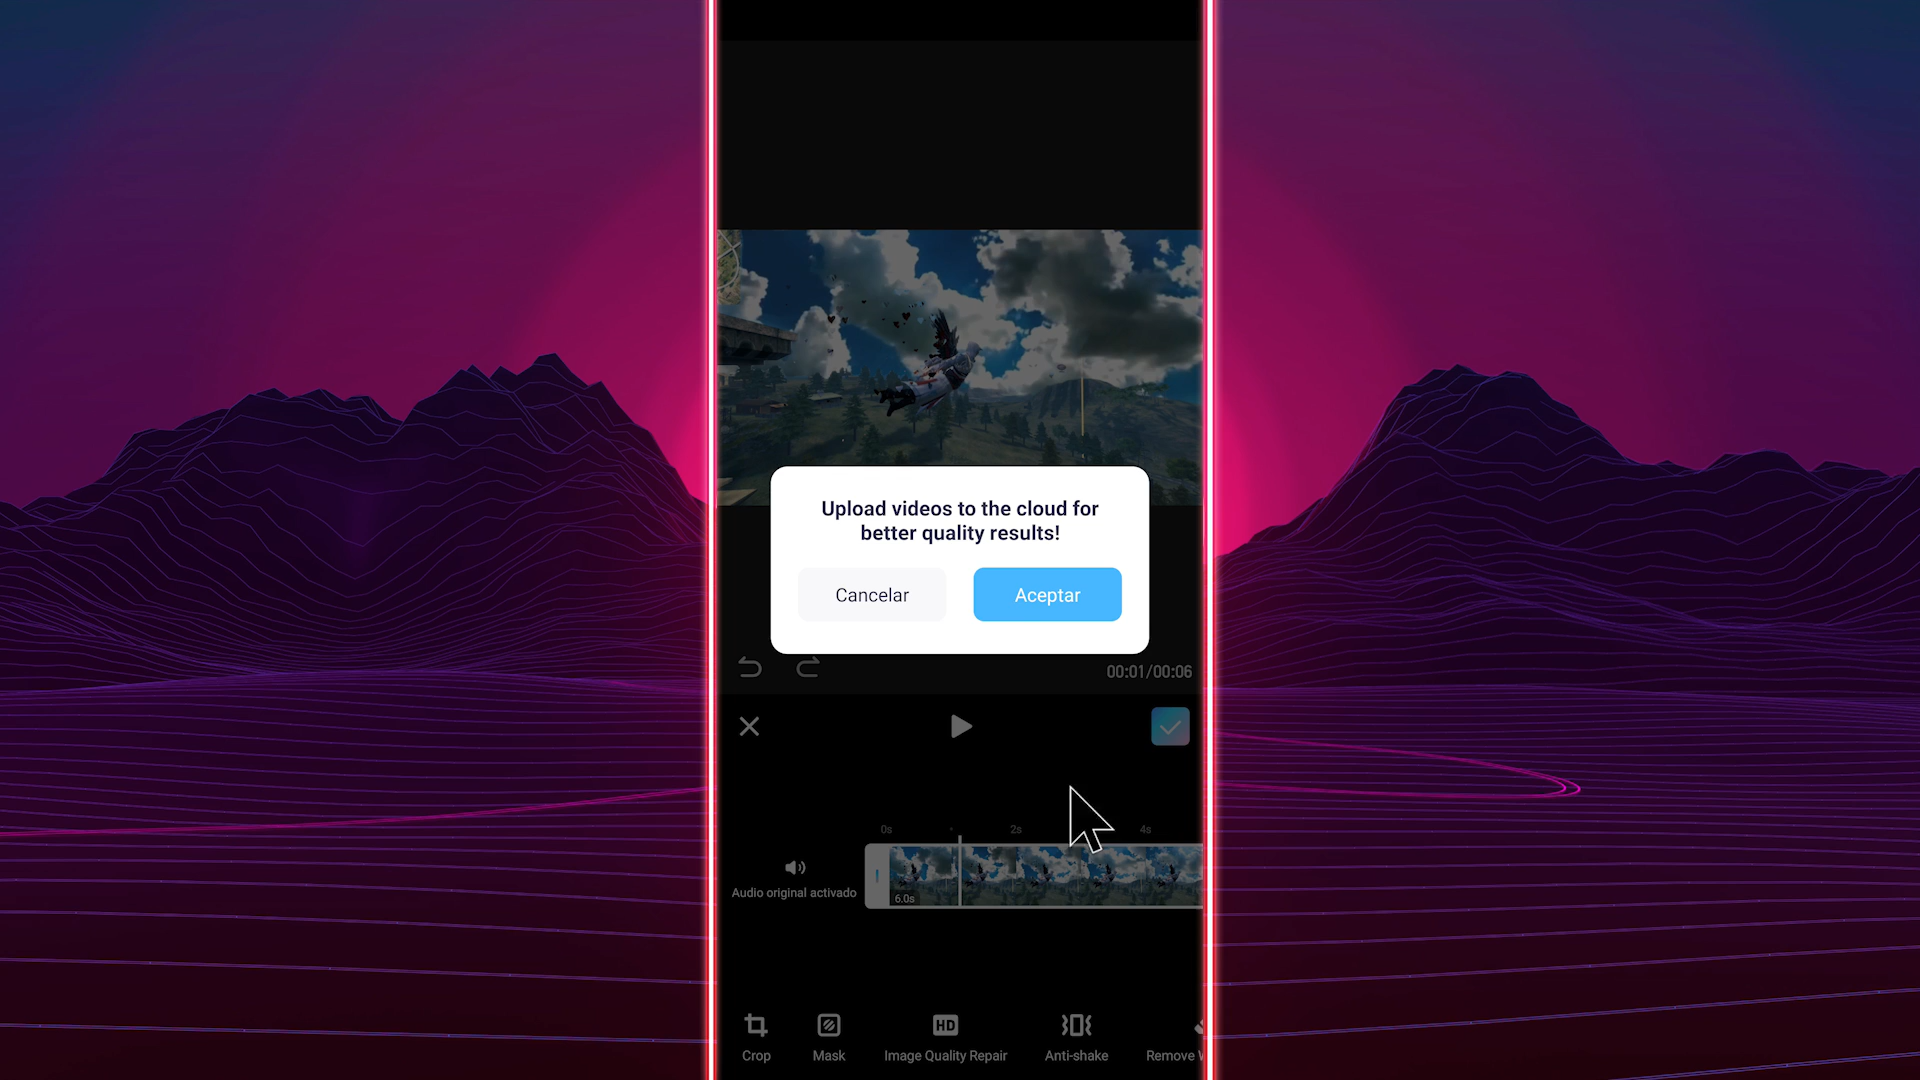 Upload videos to the cloud for
better quality results!
Cancelar
Aceptar
00:01/00:06
0s
2s
4s
Audio original activado
6.0s
Crop
Mask
HD
Image Quality Repair
Anti-shake
Remove